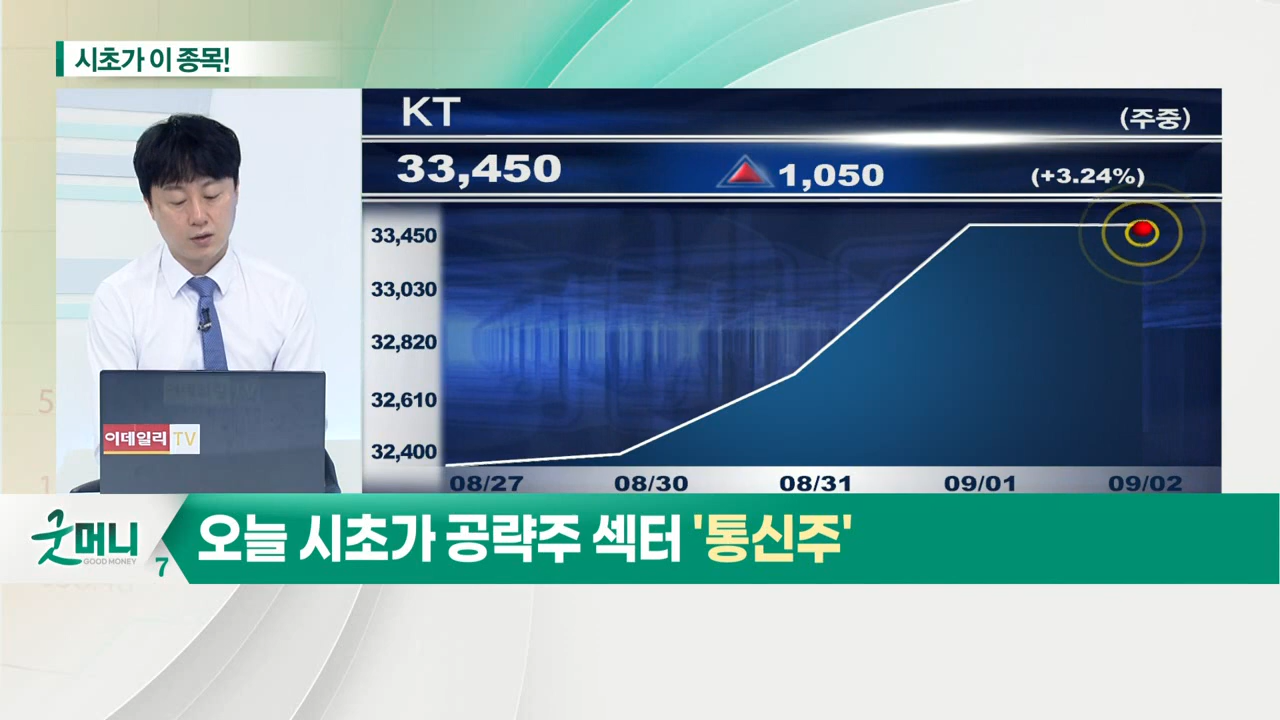 시초가 이 종목!
KT
(주중)
33,450
1,050
(+3.24%)
33,450
33,030
32,820
32,610
32,400
08/27
08/30
08/31
09/01
09/02
이데일리 TV
굿머니
GOOD MONEY
7
오늘 시초가 공략주 섹터 '통신주'
5
1